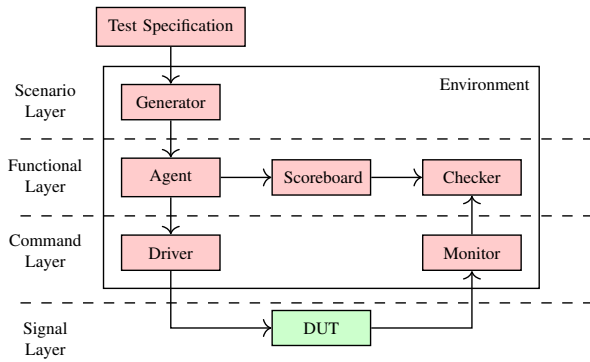 Test Specification
Environment
Scenario
Layer
Generator
Functional
Layer
Agent
Scoreboard
Checker
Command
Layer
Driver
Monitor
Signal
Layer
DUT